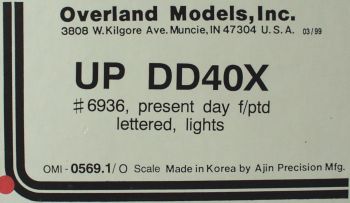 Overland Models, Inc.
3808 W. Kilgore Ave. Muncie, IN 47304 U.S.A. 03/99
UP DD40X
#6936, present day f/ptd
lettered, lights
OMI - 0569.1/O Scale Made in Korea by Ajin Precision Mfg.